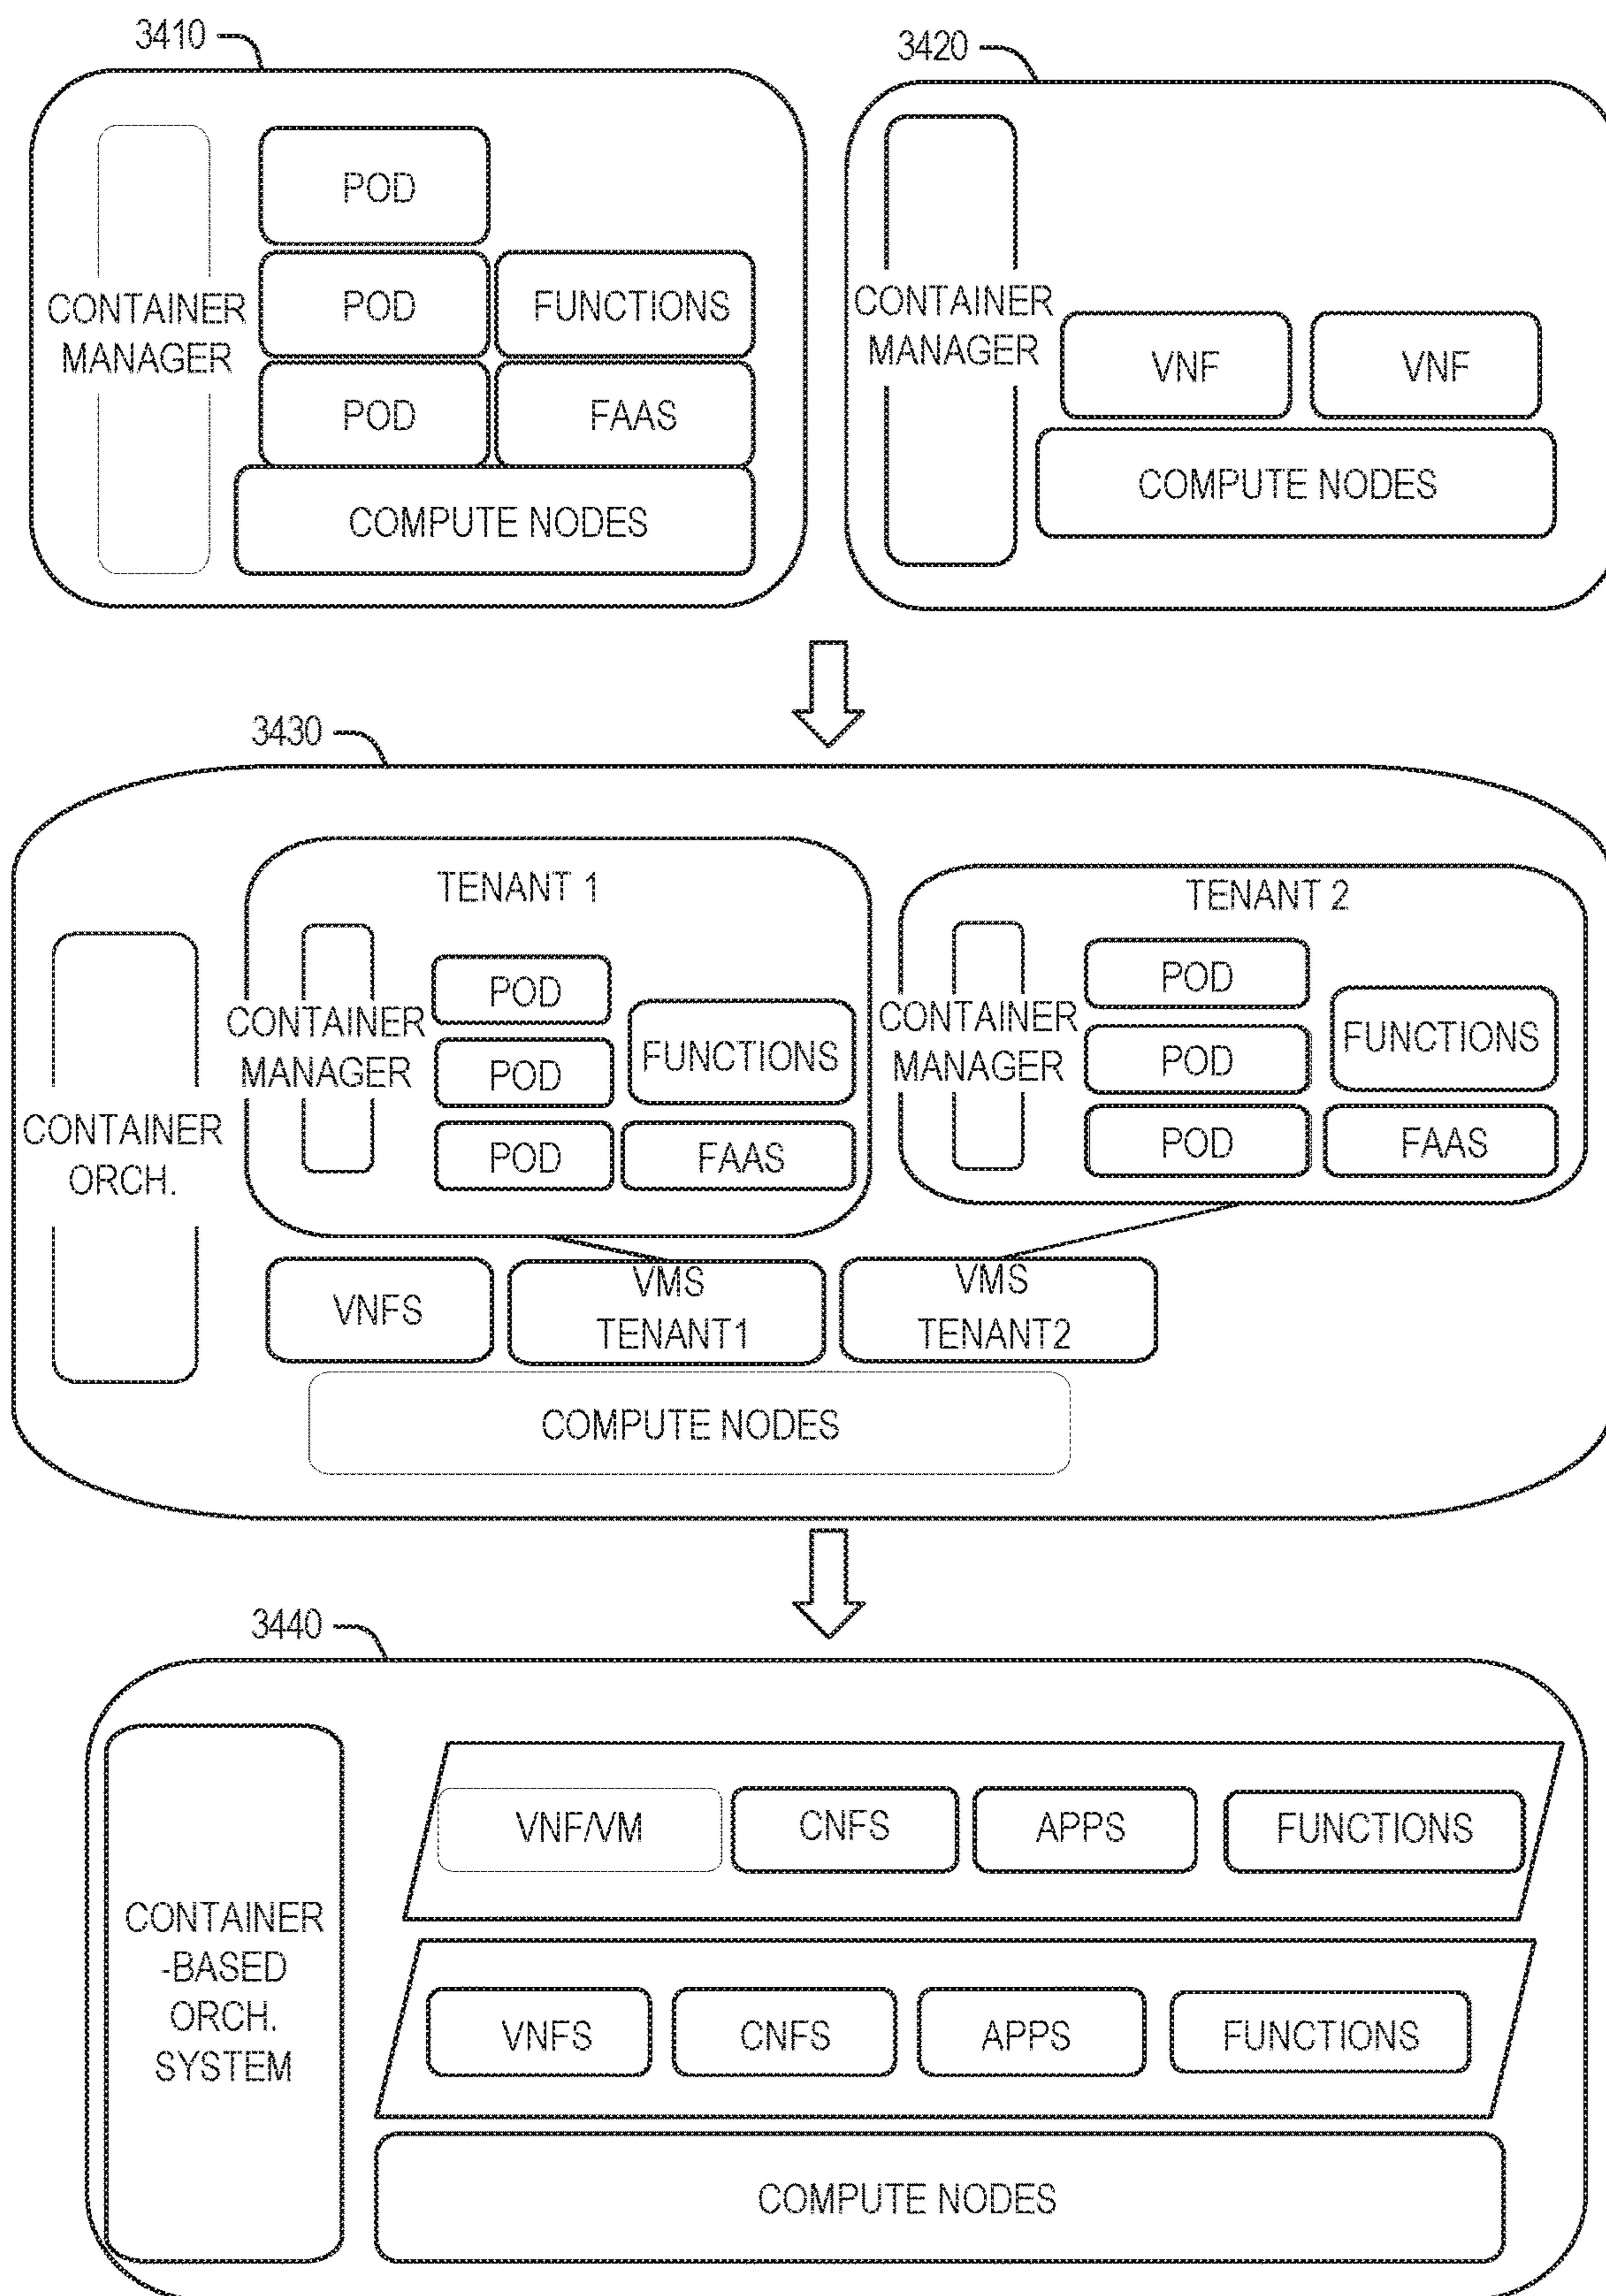 3410
3420
POD
CONTAINER
MANAGER
POD
FUNCTIONS
POD
FAAS
COMPUTE NODES
CONTAINER
MANAGER
VNF
VNF
COMPUTE NODES
3430
TENANT 1
CONTAINER
MANAGER
POD
POD
FUNCTIONS
POD
FAAS
TENANT 2
CONTAINER
MANAGER
POD
POD
FUNCTIONS
POD
FAAS
CONTAINER
ORCH.
VNFS
VMS
TENANT1
VMS
TENANT2
COMPUTE NODES
3440
CONTAINER
-BASED
ORCH.
SYSTEM
VNF/VM
CNFS
APPS
FUNCTIONS
VNFS
CNFS
APPS
FUNCTIONS
COMPUTE NODES